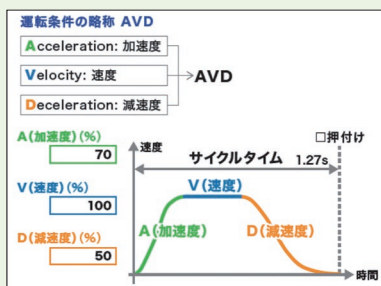 運転条件の略称 AVD
Acceleration: 加速度
Velocity: 速度
Deceleration: 減速度
AVD
A(加速度)(%)
70
V(速度)(%)
100
D(減速度)(%)
50
速度
□押付け
サイクルタイム 1.27s
V(速度)
A(加速度)
D(減速度)
時間